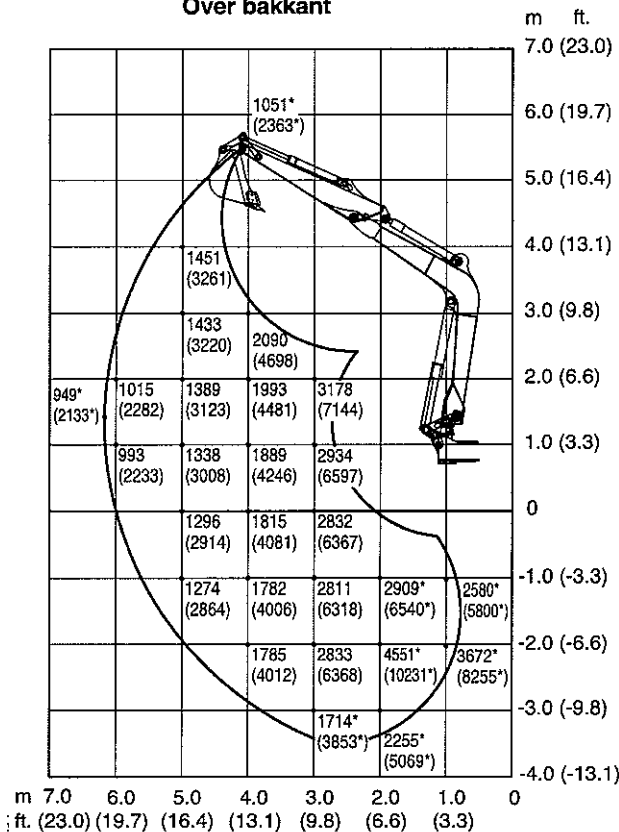 Over bakkant
m ft.
7.0 (23.0)
1051* 6.0 (19.7)
(2363*)
5.0 (16.4)
1451 4.0 (13.1)
(3261)
1433 2090 3.0 (9.8)
(3220) (4698)
949* 1015 1389 1993 3178 2.0 (6.6)
(2133*) (2282) (3123) (4481) (7144)
993 1338 1889 2934 1.0 (3.3)
(2233) (3008) (4246) (6597)
1296 1815 2832 0
(2914) (4081) (6367)
1274 1782 2811 2909* 2580* -1.0 (-3.3)
(2864) (4006) (6318) (6540*) (5800*)
1785 2833 4551* 3672* -2.0 (-6.6)
(4012) (6368) (10231*) (8255*)
1714* 2255* -3.0 (-9.8)
(3853*) (5069*)
-4.0 (-13.1)
m 7.0 6.0 5.0 4.0 3.0 2.0 1.0 0
ft. (23.0) (19.7) (16.4) (13.1) (9.8) (6.6) (3.3)